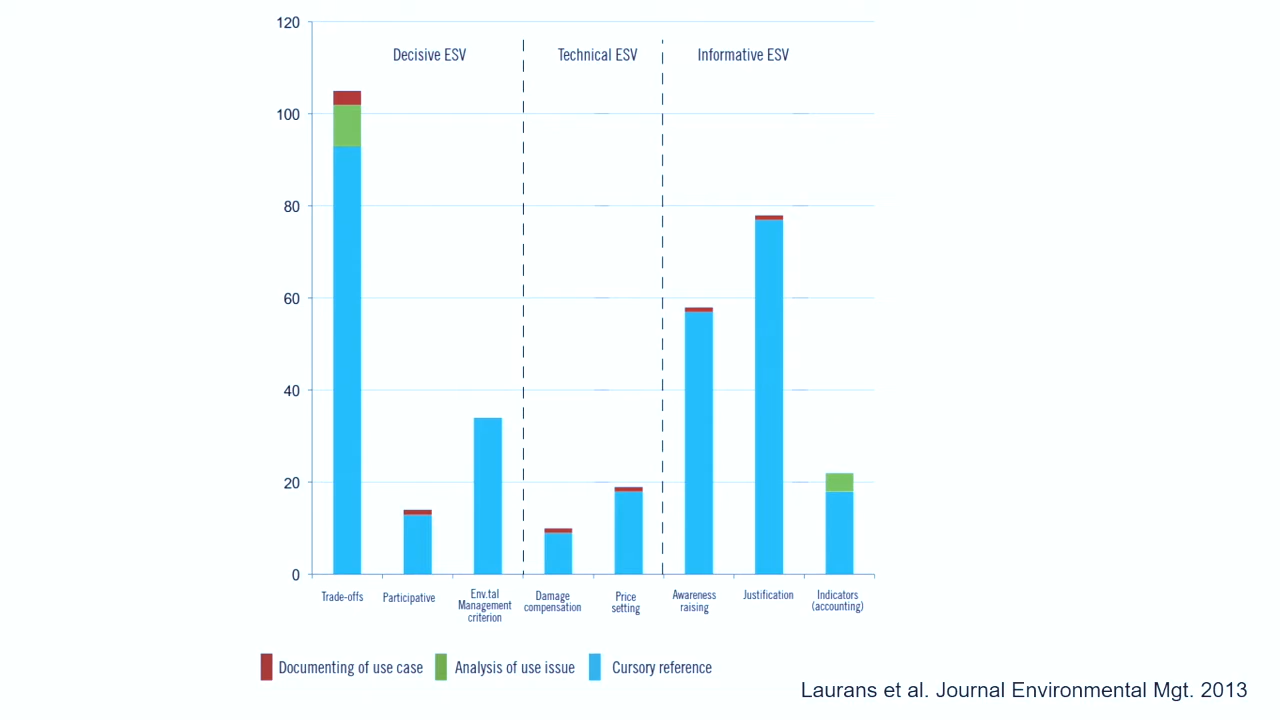 120
Decisive ESV
Technical ESV
Informative ESV
100
80
60
40
20
0
Trade-offs
Participative
Env.tal
Management
criterion
Damage
compensation
Price
setting
Awareness
raising
Justification
Indicators
(accounting)
Documenting of use case
Analysis of use issue
Cursory reference
Laurans et al. Journal Environmental Mgt. 2013